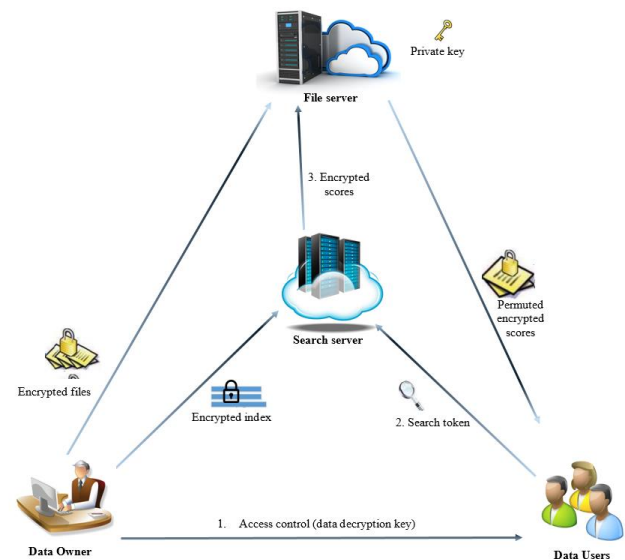 Private key
File server
3. Encrypted
scores
Permuted
encrypted
scores
Search server
Encrypted files
Encrypted index
2. Search token
1. Access control (data decryption key)
Data Owner
Data Users